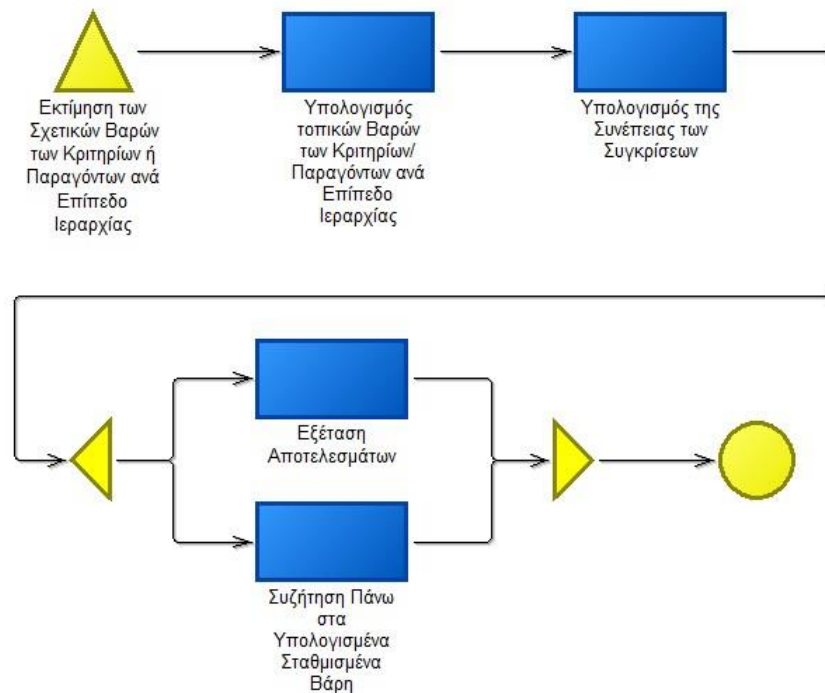 Εκτίμηση των
Σχετικών Βαρών
των Κριτηρίων ή
Παραγόντων ανά
Επίπεδο
Ιεραρχίας
Υπολογισμός
τοπικών Βαρών
των Κριτηρίων/
Παραγόντων ανά
Επίπεδο
Ιεραρχίας
Υπολογισμός της
Συνέπειας των
Συγκρίσεων
Εξέταση
Αποτελεσμάτων
Συζήτηση Πάνω
στα
Υπολογισμένα
Σταθμισμένα
Βάρη